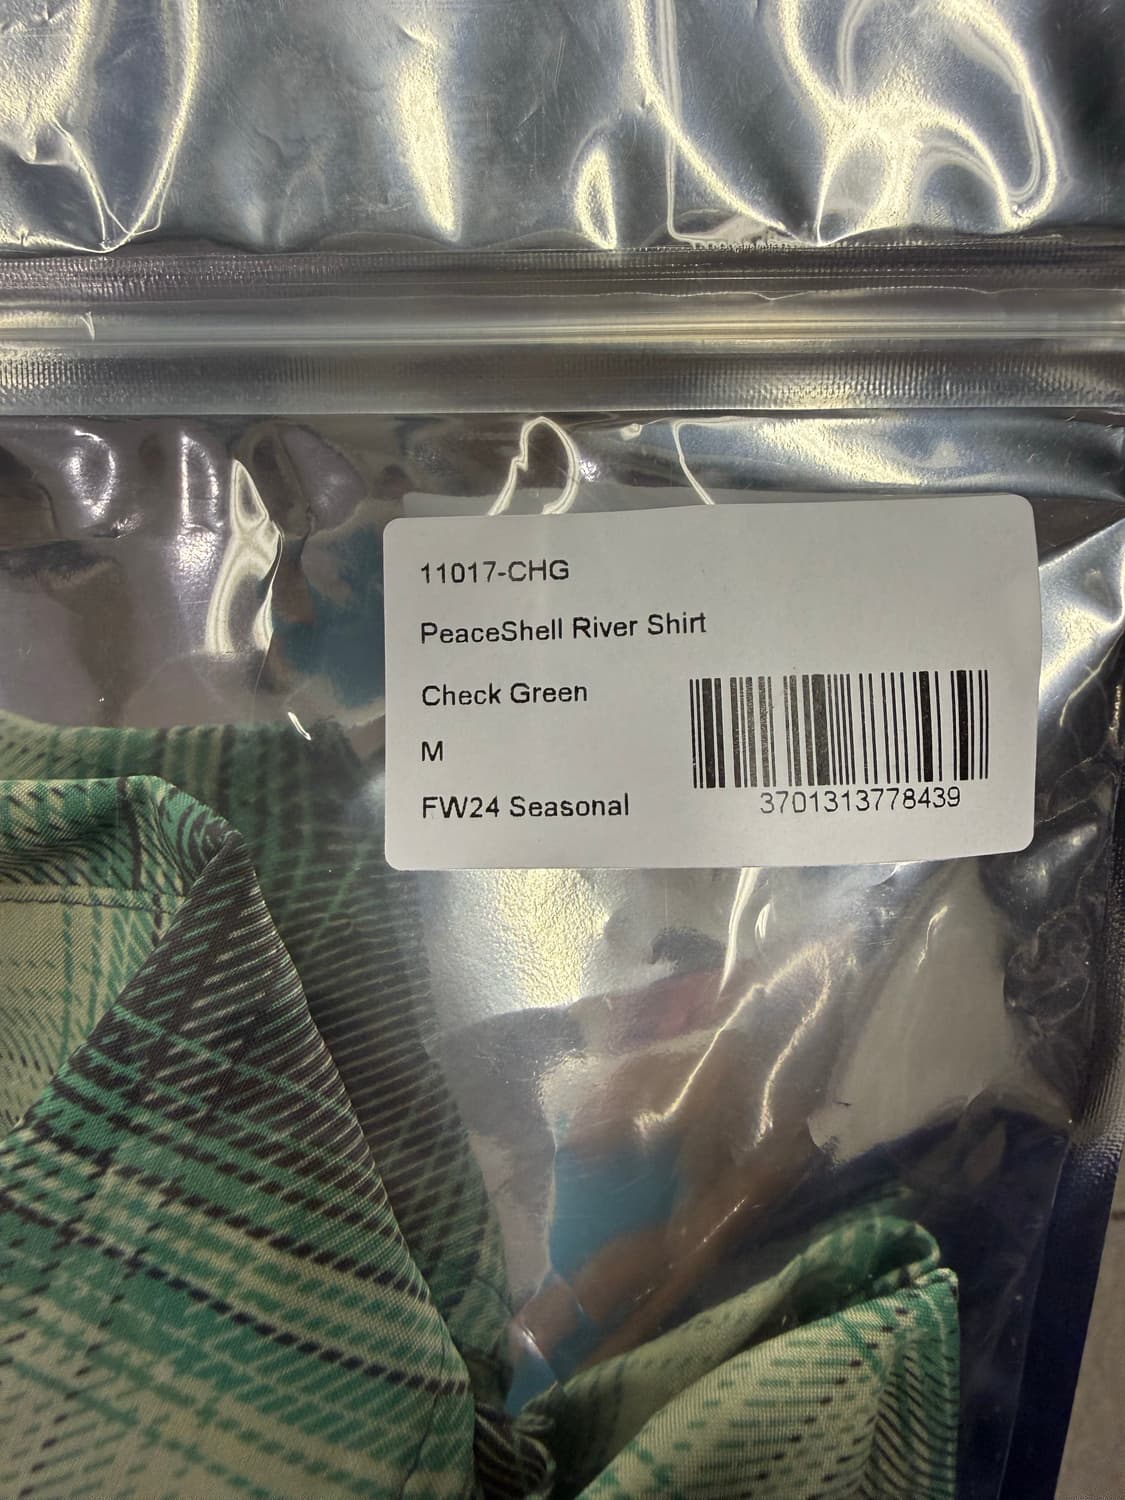 11017-CHG
PeaceShell River Shirt
Check Green
M
FW24 Seasonal
3701313778439